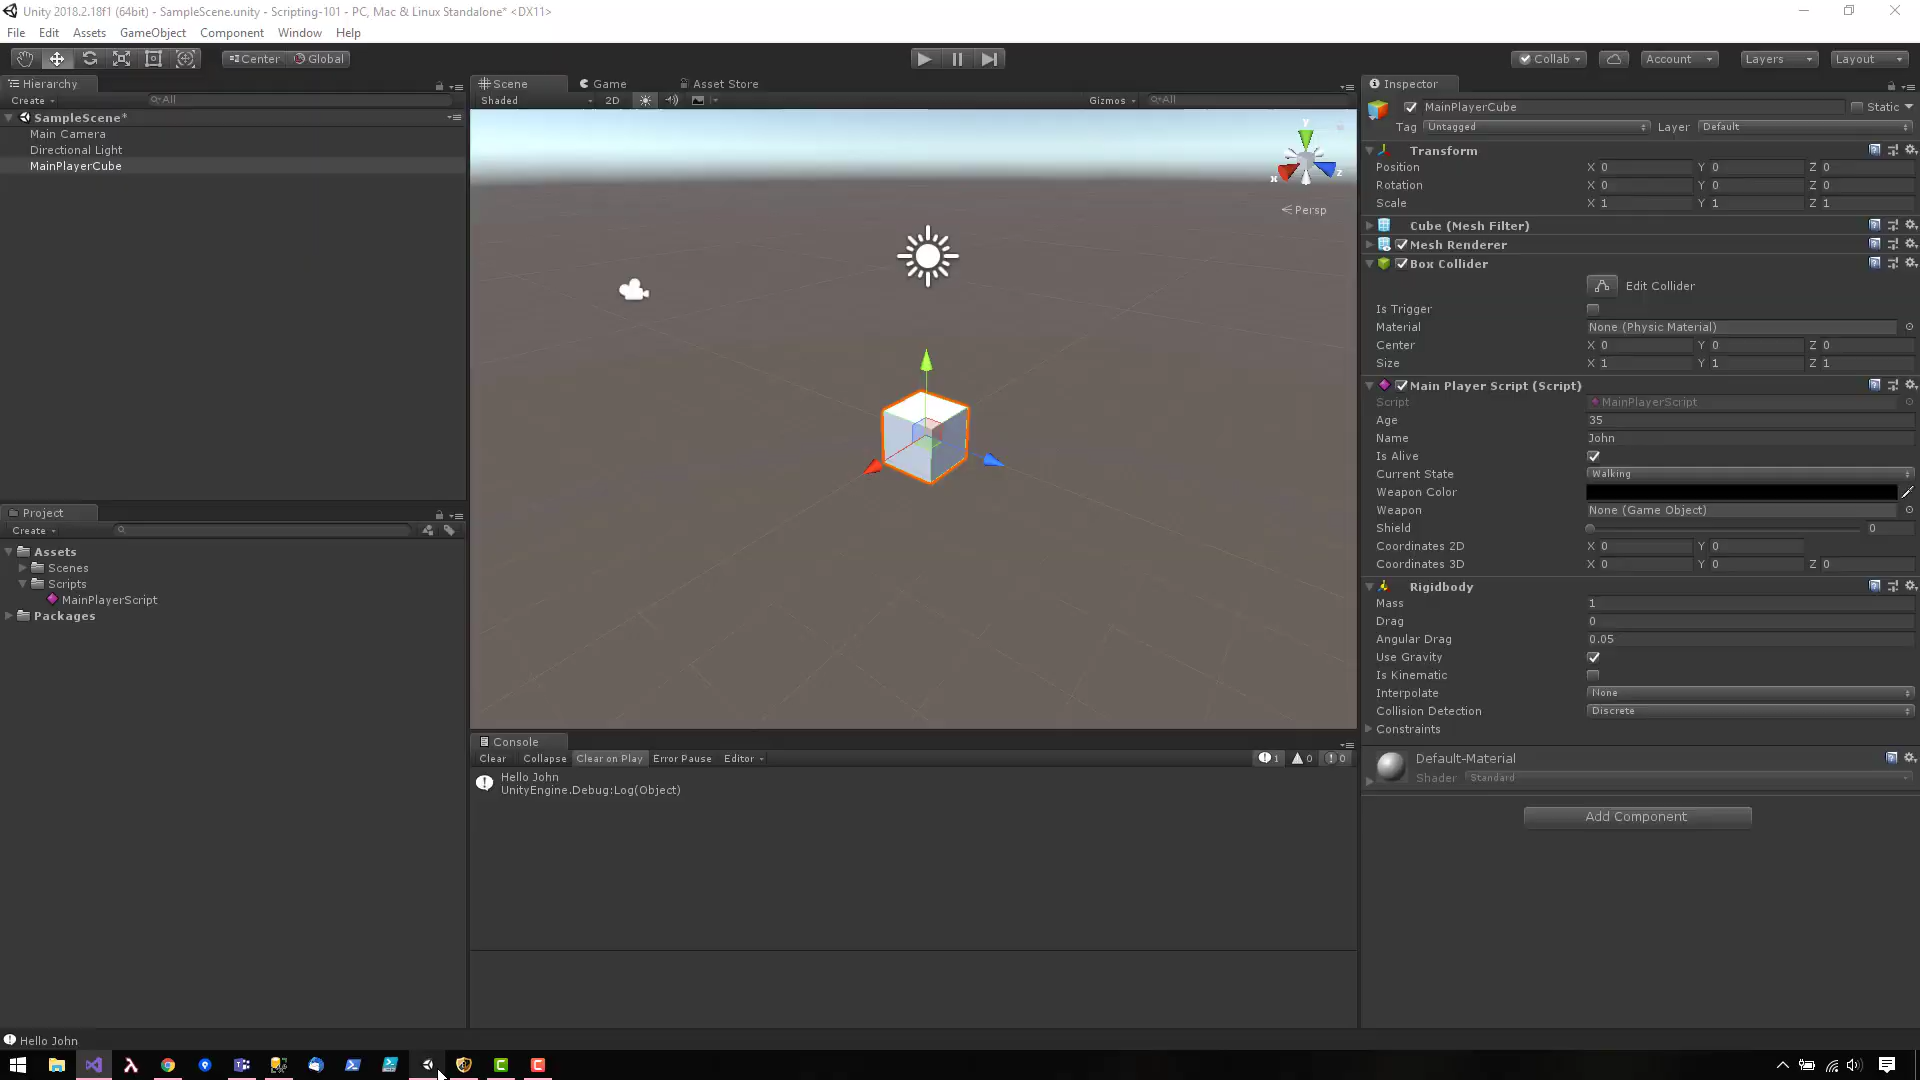 Unity 2018.2.18f1 (64bit) - SampleScene.unity - Scripting-101 - PC, Mac & Linux Standalone* <DX11>
File Edit Assets GameObject Component Window Help
Center Global
Collab Account Layers Layout
Hierarchy
Create All
SampleScene*
Main Camera
Directional Light
MainPlayerCube
Project
Create
Assets
Scenes
Scripts
MainPlayerScript
Packages
Scene Game Asset Store
Shaded 2D Gizmos All
y
x
z
Persp
Console
Clear Collapse Clear on Play Error Pause Editor 1 0 0
Hello John
UnityEngine.Debug:Log(Object)
Inspector
MainPlayerCube Static
Tag Untagged Layer Default
Transform
Position X 0 Y 0 Z 0
Rotation X 0 Y 0 Z 0
Scale X 1 Y 1 Z 1
Cube (Mesh Filter)
Mesh Renderer
Box Collider
Edit Collider
Is Trigger
Material None (Physic Material)
Center X 0 Y 0 Z 0
Size X 1 Y 1 Z 1
Main Player Script (Script)
Script MainPlayerScript
Age 35
Name John
Is Alive
Current State Walking
Weapon Color
Weapon None (Game Object)
Shield 0
Coordinates 2D X 0 Y 0
Coordinates 3D X 0 Y 0 Z 0
Rigidbody
Mass 1
Drag 0
Angular Drag 0.05
Use Gravity
Is Kinematic
Interpolate None
Collision Detection Discrete
Constraints
Default-Material
Shader Standard
Add Component
Hello John